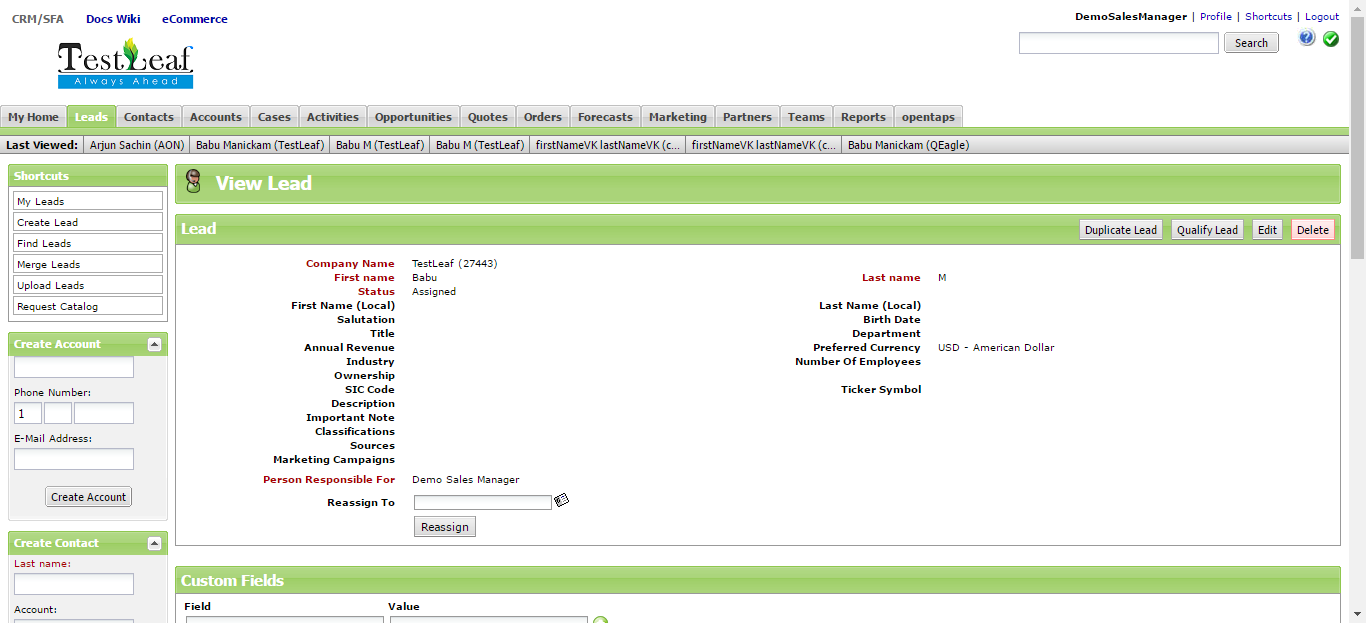 CRM/SFA Docs Wiki eCommerce
DemoSalesManager | Profile | Shortcuts | Logout
TestLeaf
Always Ahead
Search
My Home Leads Contacts Accounts Cases Activities Opportunities Quotes Orders Forecasts Marketing Partners Teams Reports opentaps
Last Viewed: Arjun Sachin (AON) Babu Manickam (TestLeaf) Babu M (TestLeaf) Babu M (TestLeaf) firstNameVK lastNameVK (c... firstNameVK lastNameVK (c... Babu Manickam (QEagle)
Shortcuts
My Leads
Create Lead
Find Leads
Merge Leads
Upload Leads
Request Catalog
Create Account
Phone Number:
1
E-Mail Address:
Create Account
Create Contact
Last name:
Account:
View Lead
Lead Duplicate Lead Qualify Lead Edit Delete
Company Name TestLeaf (27443)
First name Babu Last name M
Status Assigned
First Name (Local) Last Name (Local)
Salutation Birth Date
Title Department
Annual Revenue Preferred Currency USD - American Dollar
Industry Number Of Employees
Ownership
SIC Code Ticker Symbol
Description
Important Note
Classifications
Sources
Marketing Campaigns
Person Responsible For Demo Sales Manager
Reassign To
Reassign
Custom Fields
Field Value